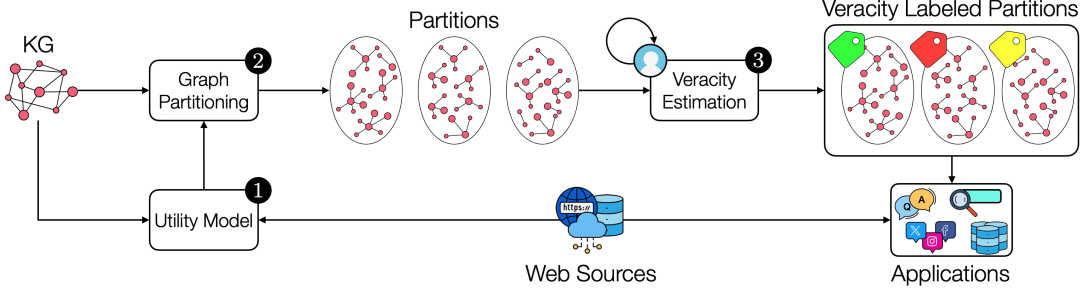 KG
Partitions
Veracity Labeled Partitions
2
Graph
Partitioning
3
Veracity
Estimation
1
Utility Model
https://
Web Sources
Q
A
X
f
Applications